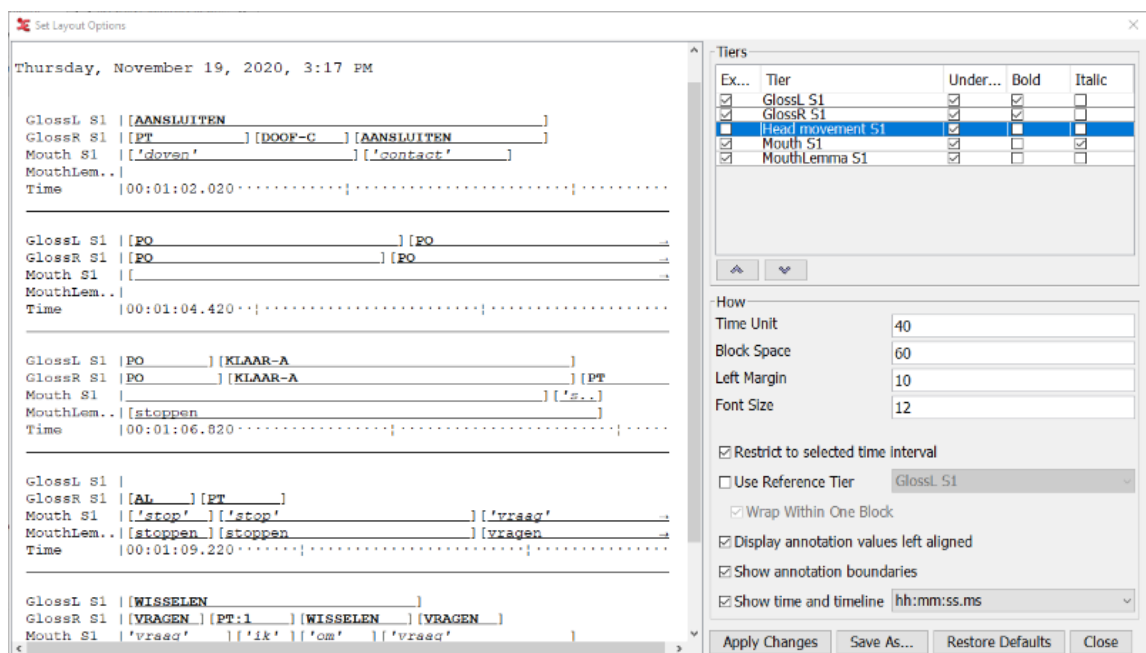 Set Layout Options
Thursday, November 19, 2020, 3:17 PM
GlossL S1 |[AANSLUITEN ]
GlossR S1 |[PT ][DOOF-C ][AANSLUITEN ]
Mouth S1 |['doven' ]['contact' ]
MouthLem..|
Time |00:01:02.020
GlossL S1 |[PO ][PO →
GlossR S1 |[PO ][PO →
Mouth S1 |[ →
MouthLem..|
Time |00:01:04.420
GlossL S1 |PO ][KLAAR-A ]
GlossR S1 |PO ][KLAAR-A ][PT
Mouth S1 | ]['s..]
MouthLem..|[stoppen ]
Time |00:01:06.820
GlossL S1 |
GlossR S1 |[AL ][PT ]
Mouth S1 |['stop' ]['stop' ]['vraag' →
MouthLem..|[stoppen ][stoppen ][vragen →
Time |00:01:09.220
GlossL S1 |[WISSELEN ]
GlossR S1 |[VRAGEN ][PT:1 ][WISSELEN ][VRAGEN ]
Mouth S1 |'vraag' ]['ik' ]['om' ]['vraag' ]
Tiers
Ex... Tier Under... Bold Italic
GlossL S1
GlossR S1
Head movement S1
Mouth S1
MouthLemma S1
How
Time Unit 40
Block Space 60
Left Margin 10
Font Size 12
Restrict to selected time interval
Use Reference Tier GlossL S1
Wrap Within One Block
Display annotation values left aligned
Show annotation boundaries
Show time and timeline hh:mm:ss.ms
Apply Changes Save As... Restore Defaults Close